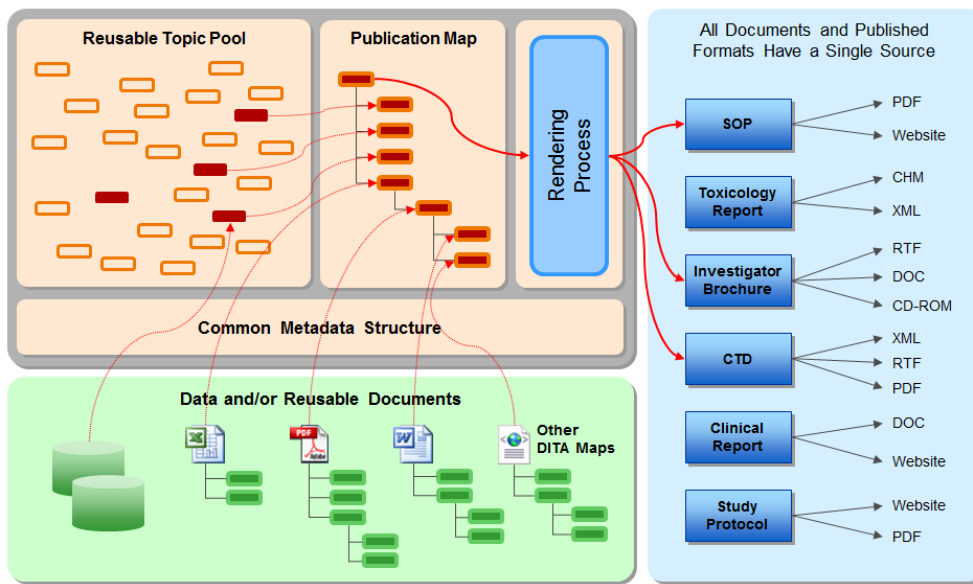 Reusable Topic Pool
Publication Map
Rendering
Process
Common Metadata Structure
Data and/or Reusable Documents
PDF
Adobe
W
Other
DITA Maps
All Documents and Published
Formats Have a Single Source
SOP
PDF
Website
Toxicology
Report
CHM
XML
Investigator
Brochure
RTF
DOC
CD-ROM
CTD
XML
RTF
PDF
Clinical
Report
DOC
Website
Study
Protocol
Website
PDF